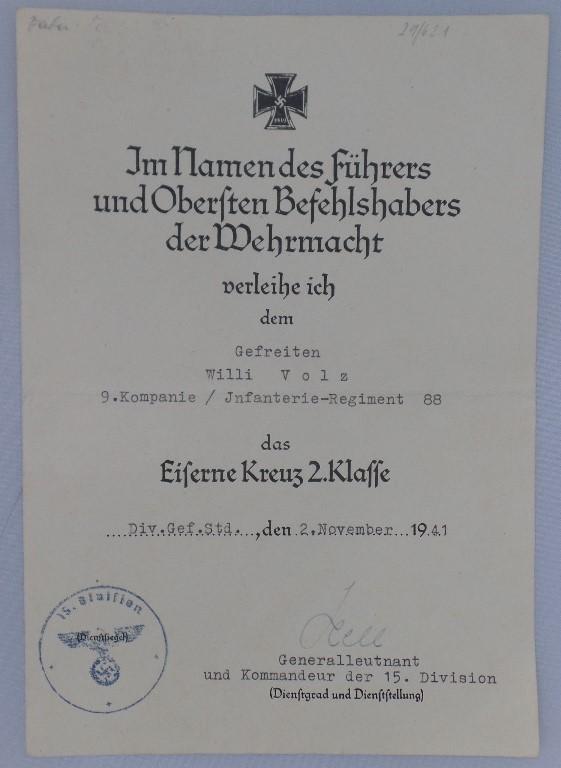 29/621
Im Namen des Führers
und Obersten Befehlshabers
der Wehrmacht
verleihe ich
dem
Gefreiten
Willi V o l z
9.Kompanie / Jnfanterie-Regiment 88
das
Eiserne Kreuz 2.Klasse
....Div.Gef.Std....,den 2.November...1941
15. Division
(Dienstsiegel)
Generalleutnant
und Kommandeur der 15. Division
(Dienstgrad und Dienststellung)